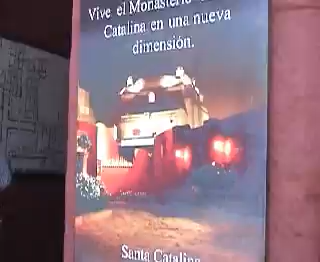 Vive el Monasterio
Catalina en una nueva
dimensión.
Santa Catalina